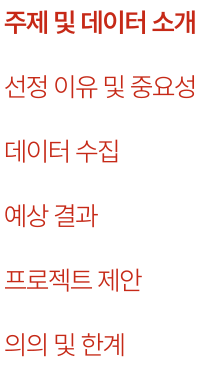 주제 및 데이터 소개
선정 이유 및 중요성
데이터 수집
예상 결과
프로젝트 제안
의의 및 한계